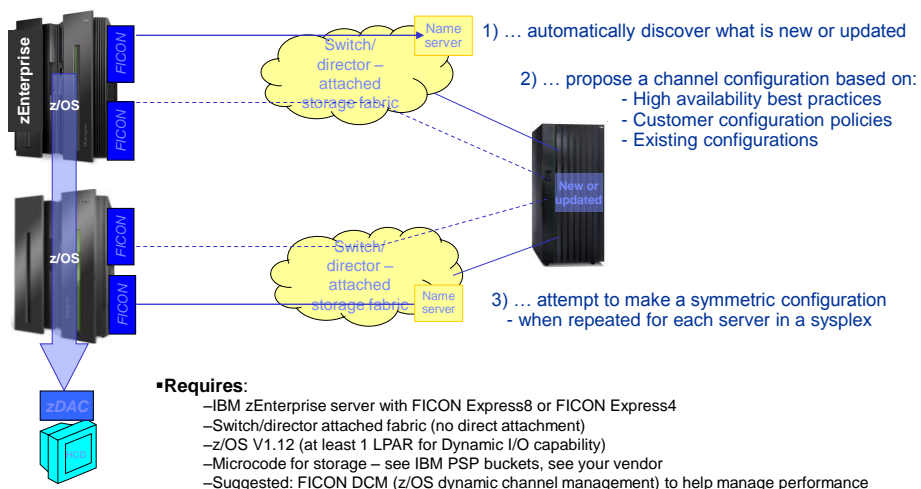 zEnterprise
z/OS
FICON
FICON
Switch/
director –
attached
storage fabric
Name
server
1) … automatically discover what is new or updated
2) … propose a channel configuration based on:
- High availability best practices
- Customer configuration policies
- Existing configurations
New or
updated
z/OS
FICON
FICON
Switch/
director –
attached
storage fabric
Name
server
3) … attempt to make a symmetric configuration
- when repeated for each server in a sysplex
zDAC
HCD
▪Requires:
–IBM zEnterprise server with FICON Express8 or FICON Express4
–Switch/director attached fabric (no direct attachment)
–z/OS V1.12 (at least 1 LPAR for Dynamic I/O capability)
–Microcode for storage – see IBM PSP buckets, see your vendor
–Suggested: FICON DCM (z/OS dynamic channel management) to help manage performance